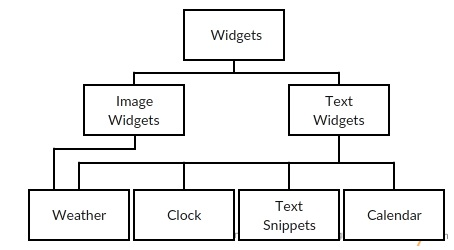 Widgets
Image
Widgets
Text
Widgets
Weather
Clock
Text
Snippets
Calendar